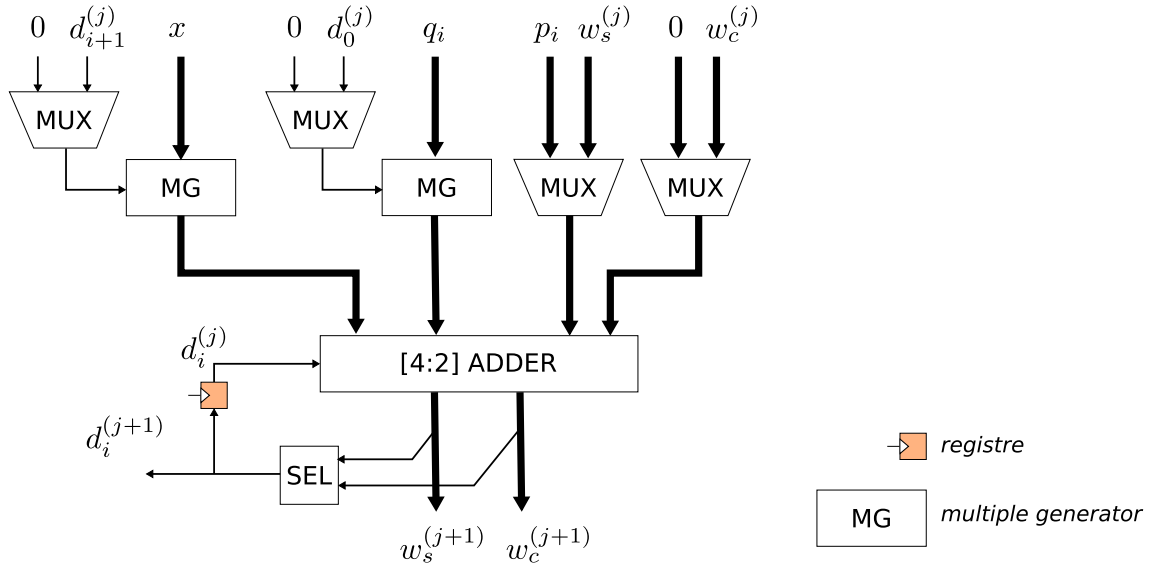 0 d_{i+1}^{(j)} x 0 d_0^{(j)} q_i p_i w_s^{(j)} 0 w_c^{(j)}
MUX MUX
MG MG MUX MUX
d_i^{(j)}
[4:2] ADDER
d_i^{(j+1)}
registre
SEL
MG multiple generator
w_s^{(j+1)} w_c^{(j+1)}